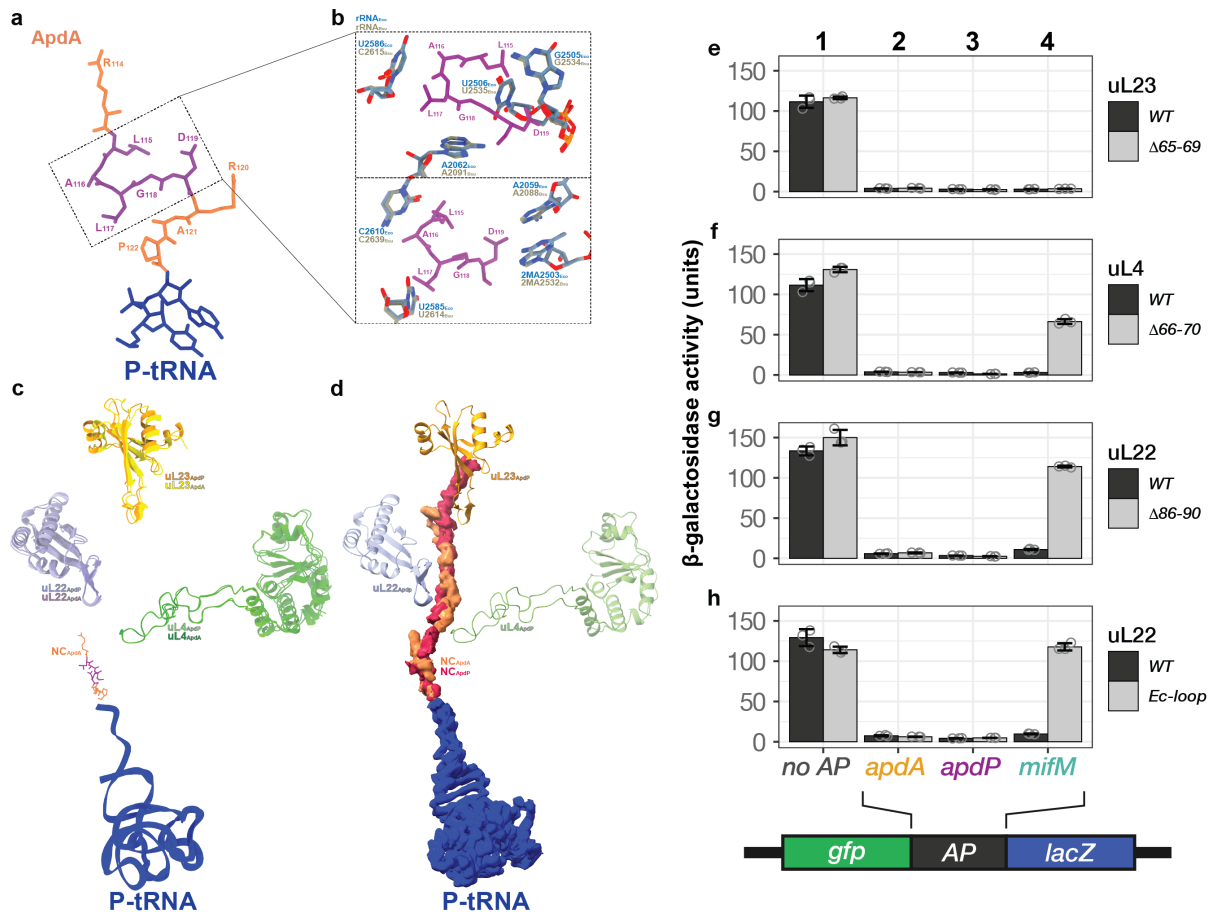 a
ApdA
R114
L115
D119
A116
G118
R120
L117
A121
P122
P-tRNA
b
rRNAEco
rRNABsu
U2586Eco
C2615Bsu
A116
L115
G2505Eco
G2534Bsu
U2506Eco
U2535Bsu
L117
G118
D119
A2062Eco
A2091Bsu
A2059Eco
A2088Bsu
L115
C2610Eco
C2639Bsu
A116
D119
L117
G118
2MA2503Eco
2MA2532Bsu
U2585Eco
U2614Bsu
c
uL23ApdP
uL23ApdA
uL22ApdP
uL22ApdA
uL4ApdP
uL4ApdA
NCApdA
P-tRNA
d
uL23ApdP
uL22ApdP
uL4ApdP
NCApdA
NCApdP
P-tRNA
β-galactosidase activity (units)
1 2 3 4
e
150
100
50
0
uL23
WT
Δ65-69
f
150
100
50
0
uL4
WT
Δ66-70
g
150
100
50
0
uL22
WT
Δ86-90
h
150
100
50
0
uL22
WT
Ec-loop
no AP apdA apdP mifM
gfp AP lacZ